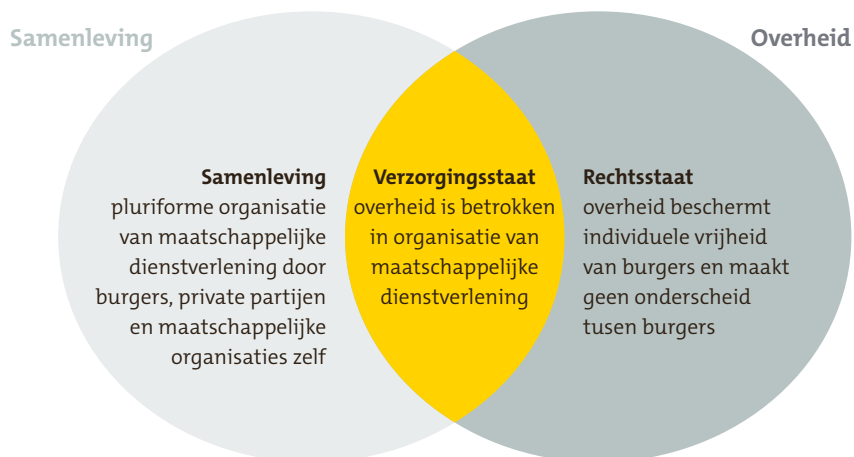 Samenleving
Overheid
Samenleving
pluriforme organisatie
van maatschappelijke
dienstverlening door
burgers, private partijen
en maatschappelijke
organisaties zelf
Verzorgingsstaat
overheid is betrokken
in organisatie van
maatschappelijke
dienstverlening
Rechtsstaat
overheid beschermt
individuele vrijheid
van burgers en maakt
geen onderscheid
tusen burgers